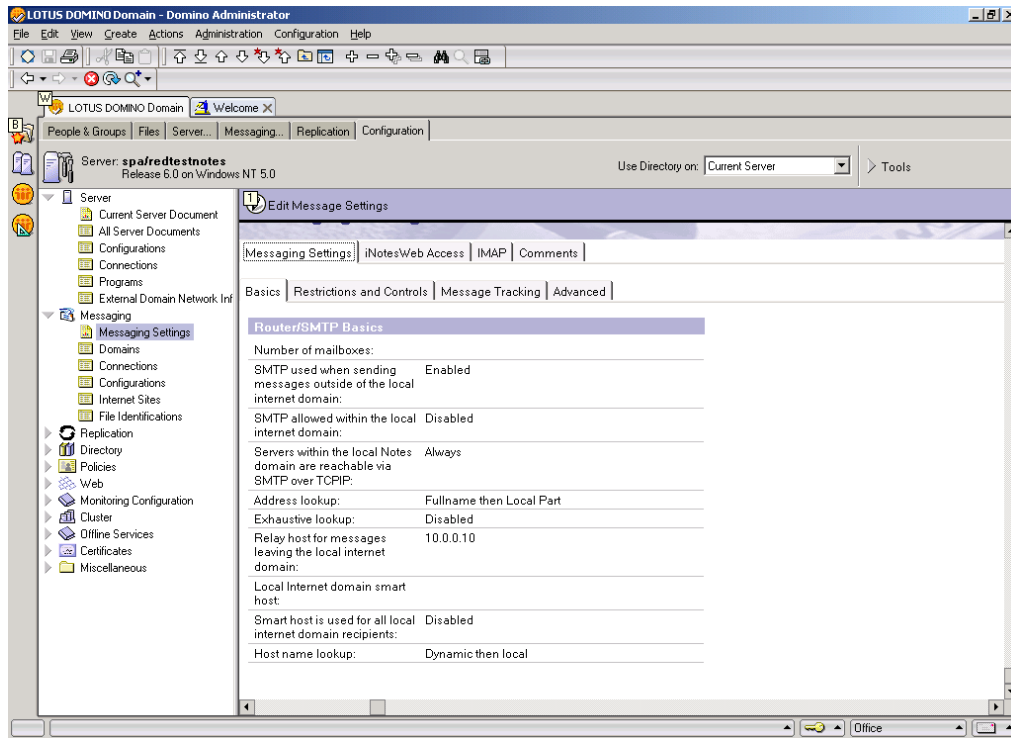 LOTUS DOMINO Domain - Domino Administrator
File Edit View Create Actions Administration Configuration Help
W
LOTUS DOMINO Domain Welcome
B
People & Groups Files Server... Messaging... Replication Configuration
Server: spa/redtestnotes
Release 6.0 on Windows NT 5.0
Use Directory on: Current Server Tools
Server
Current Server Document
All Server Documents
Configurations
Connections
Programs
External Domain Network Inf
Messaging
Messaging Settings
Domains
Connections
Configurations
Internet Sites
File Identifications
Replication
Directory
Policies
Web
Monitoring Configuration
Cluster
Offline Services
Certificates
Miscellaneous
1
Edit Message Settings
Messaging Settings iNotesWeb Access IMAP Comments
Basics Restrictions and Controls Message Tracking Advanced
Router/SMTP Basics
Number of mailboxes:
SMTP used when sending Enabled
messages outside of the local
internet domain:
SMTP allowed within the local Disabled
internet domain:
Servers within the local Notes Always
domain are reachable via
SMTP over TCPIP:
Address lookup: Fullname then Local Part
Exhaustive lookup: Disabled
Relay host for messages 10.0.0.10
leaving the local internet
domain:
Local Internet domain smart
host:
Smart host is used for all local Disabled
internet domain recipients:
Host name lookup: Dynamic then local
Office